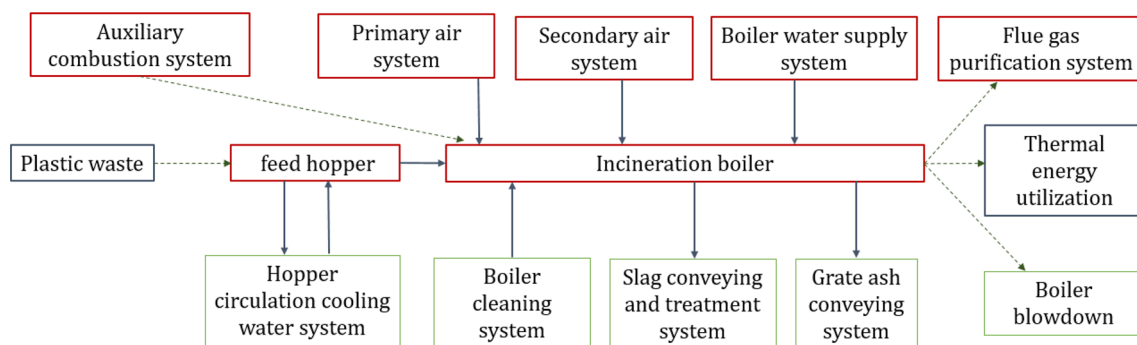 Auxiliary
combustion system
Primary air
system
Secondary air
system
Boiler water supply
system
Flue gas
purification system
Plastic waste
feed hopper
Incineration boiler
Thermal
energy
utilization
Hopper
circulation cooling
water system
Boiler
cleaning
system
Slag conveying
and treatment
system
Grate ash
conveying
system
Boiler
blowdown